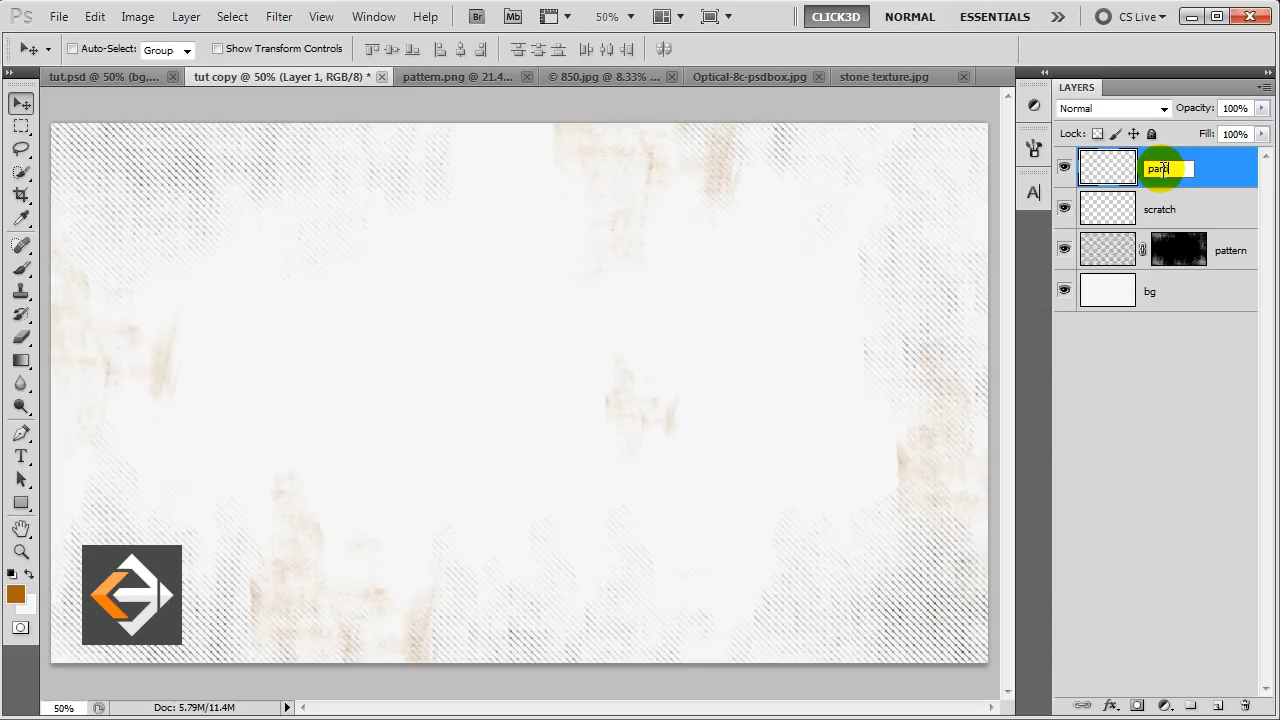 Ps File Edit Image Layer Select Filter View Window Help Br Mb 50% CLICK3D NORMAL ESSENTIALS CS Live
Auto-Select: Group Show Transform Controls
tut.psd @ 50% (bg,... tut copy @ 50% (Layer 1, RGB/8) * pattern.png @ 21.4... © 850.jpg @ 8.33% ... Optical-8c-psdbox.jpg stone texture.jpg
LAYERS
Normal Opacity: 100%
Lock: Fill: 100%
scratch
pattern
bg
50% Doc: 5.79M/11.4M